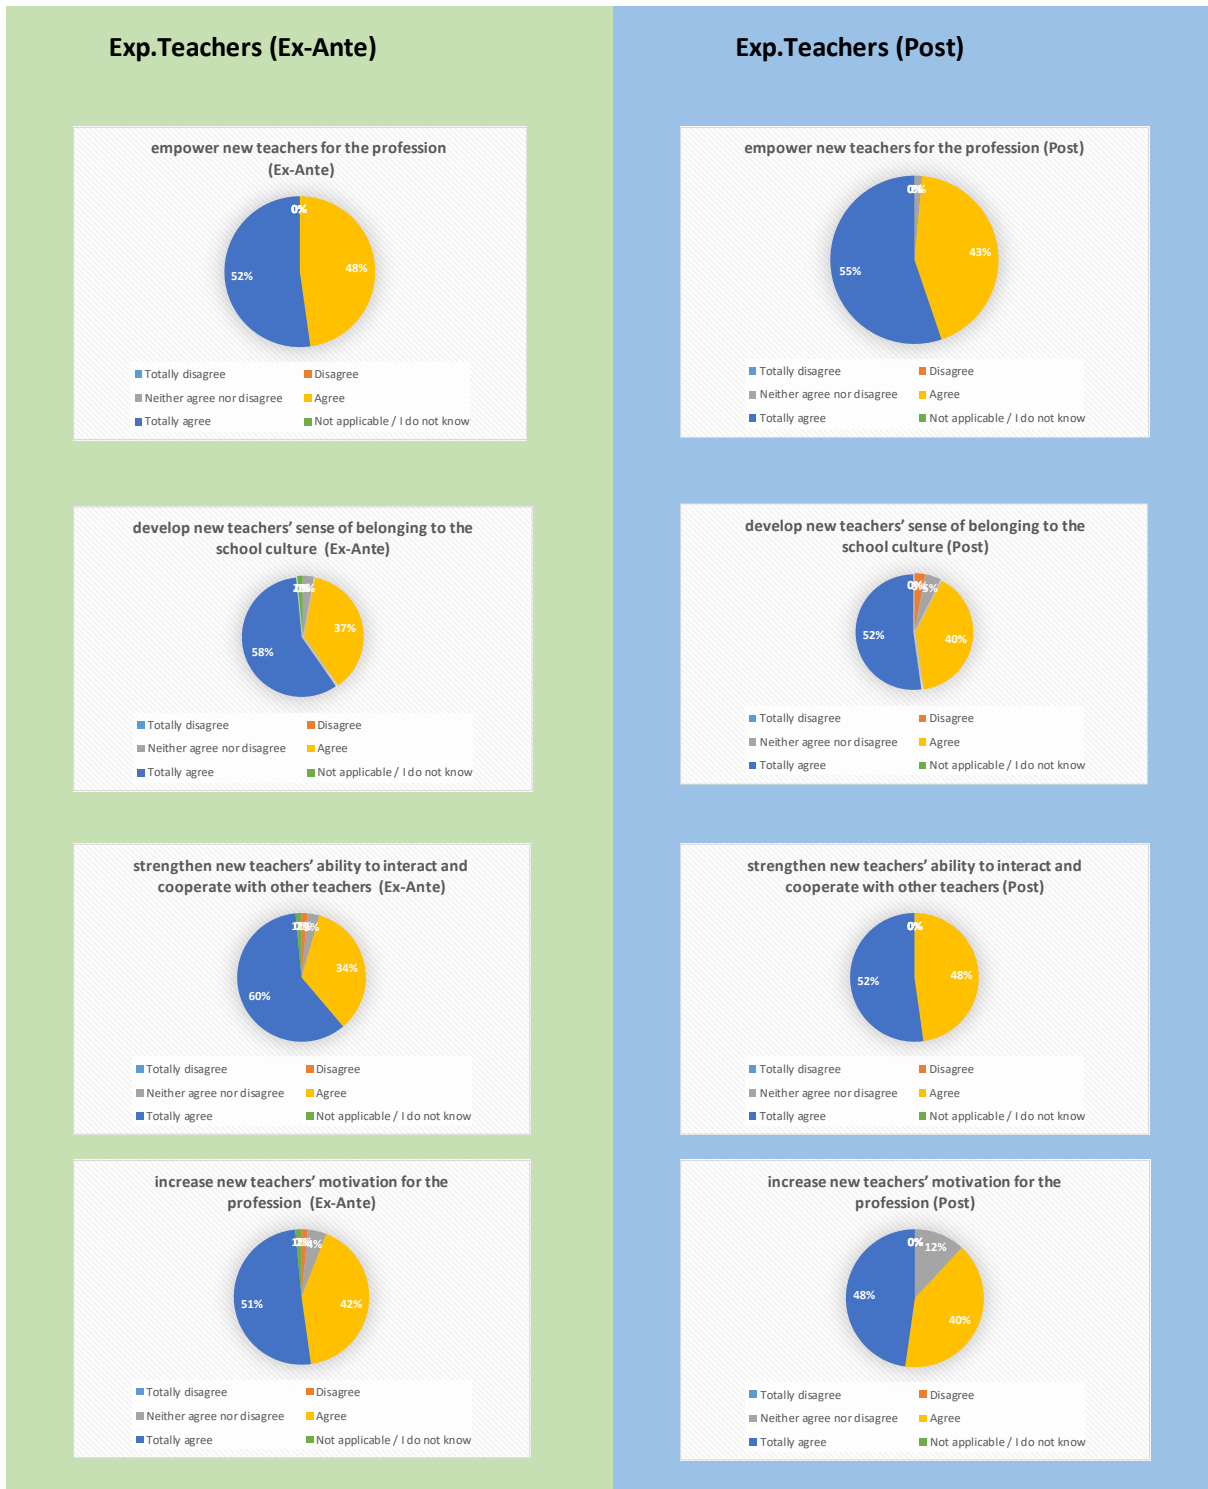 Exp.Teachers (Ex-Ante)
Exp.Teachers (Post)
empower new teachers for the profession
(Ex-Ante)
0%
52%
48%
Totally disagree
Disagree
Neither agree nor disagree
Agree
Totally agree
Not applicable / I do not know
empower new teachers for the profession (Post)
43%
55%
Totally disagree
Disagree
Neither agree nor disagree
Agree
Totally agree
Not applicable / I do not know
develop new teachers’ sense of belonging to the
school culture (Ex-Ante)
37%
58%
Totally disagree
Disagree
Neither agree nor disagree
Agree
Totally agree
Not applicable / I do not know
develop new teachers’ sense of belonging to the
school culture (Post)
5%
52%
40%
Totally disagree
Disagree
Neither agree nor disagree
Agree
Totally agree
Not applicable / I do not know
strengthen new teachers’ ability to interact and
cooperate with other teachers (Ex-Ante)
34%
60%
Totally disagree
Disagree
Neither agree nor disagree
Agree
Totally agree
Not applicable / I do not know
strengthen new teachers’ ability to interact and
cooperate with other teachers (Post)
0%
48%
52%
Totally disagree
Disagree
Neither agree nor disagree
Agree
Totally agree
Not applicable / I do not know
increase new teachers’ motivation for the
profession (Ex-Ante)
4%
51%
42%
Totally disagree
Disagree
Neither agree nor disagree
Agree
Totally agree
Not applicable / I do not know
increase new teachers’ motivation for the
profession (Post)
0%
12%
48%
40%
Totally disagree
Disagree
Neither agree nor disagree
Agree
Totally agree
Not applicable / I do not know